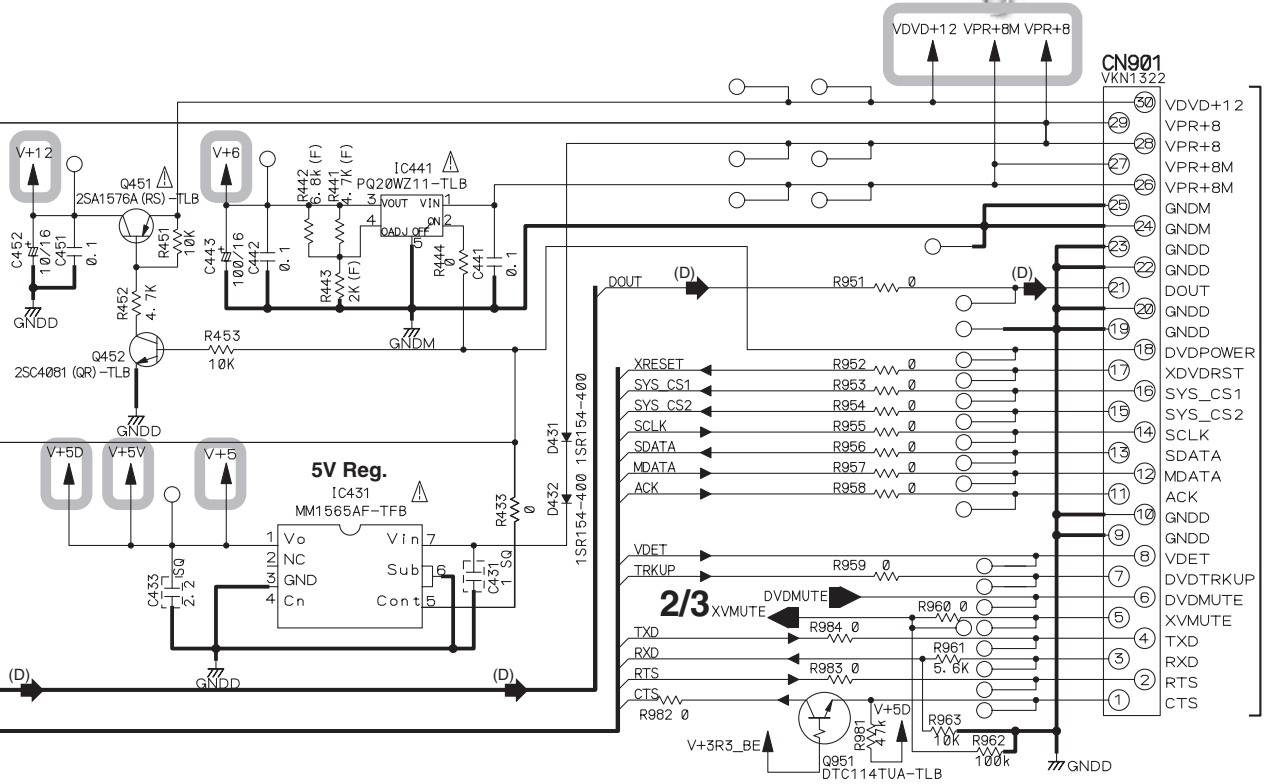 VDVD+12 VPR+8M VPR+8
CN901
VKN1322
30 VDVD+12
29 VPR+8
28 VPR+8
27 VPR+8M
26 VPR+8M
25 GNDM
24 GNDM
23 GNDD
22 GNDD
21 DOUT
20 GNDD
19 GNDD
18 DVDPOWER
17 XDVDRST
16 SYS_CS1
15 SYS_CS2
14 SCLK
13 SDATA
12 MDATA
11 ACK
10 GNDD
9 GNDD
8 VDET
7 DVDTRKUP
6 DVDMUTE
5 XVMUTE
4 TXD
3 RXD
2 RTS
1 CTS
V+12
Q451
2SA1576A (RS)-TLB
C452
10/16
C451
0.1
R451
10K
R452
4.7K
GNDD
Q452
2SC4081 (QR)-TLB
R453
10K
GNDD
V+6
C443
100/16
C442
0.1
R442
6.8k (F)
R441
4.7K (F)
R443
2K (F)
IC441
PQ20WZ11-TLB
3 VOUT VIN 1
4 OADJ ON OFF 2
5
R444
0
C441
0.1
GNDM
DOUT (D) R951 0 (D)
XRESET R952 0
SYS CS1 R953 0
SYS CS2 R954 0
SCLK R955 0
SDATA R956 0
MDATA R957 0
ACK R958 0
VDET
TRKUP R959 0
DVDMUTE
2/3 XVMUTE R960 0
TXD R984 0
RXD R961
5.6K
RTS R983 0
CTS
R982 0
V+5D
R981
47k
R963
10K
R962
100k
GNDD
V+3R3_BE
Q951
DTC114TUA-TLB
V+5D V+5V V+5
5V Reg.
IC431
MM1565AF-TFB
1 Vo Vin 7
2 NC
3 GND Sub 6
4 Cn Cont 5
C433
2.2 SQ
C431
1 SQ
R433
0
D431
1SR154-400
D432
1SR154-400
GNDD
(D) (D)